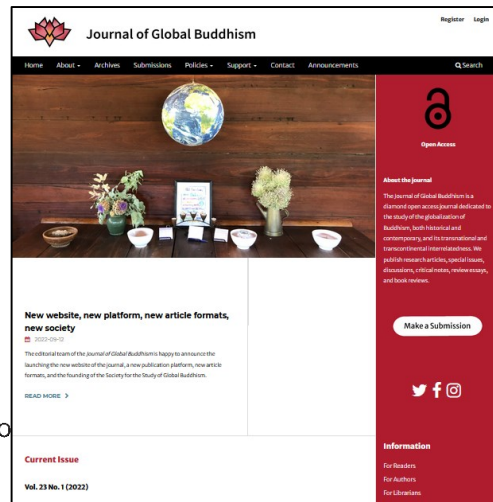 Register Login
Journal of Global Buddhism
Home About Archives Submissions Policies Support Contact Announcements Search
Open Access
About the journal
The Journal of Global Buddhism is a
diamond open access journal dedicated to
the study of the globalization of
Buddhism, both historical and
contemporary, and its transnational and
transcontinental interrelatedness. We
publish research articles, special issues,
discussions, critical notes, review essays,
and book reviews.
Make a Submission
New website, new platform, new article formats,
new society
2022-09-12
The editorial team of the Journal of Global Buddhism is happy to announce the
launching the new website of the journal, a new publication platform, new article
formats, and the founding of the Society for the Study of Global Buddhism.
READ MORE >
Current Issue
Vol. 23 No. 1 (2022)
Information
For Readers
For Authors
For Librarians